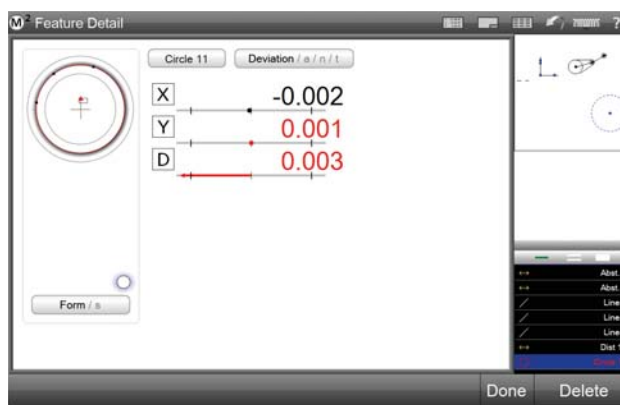 M² Feature Detail
?
Circle 11
Deviation / a / n / t
X -0.002
Y 0.001
D 0.003
Form / s
Abst.
Abst.
Line
Line
Line
Dist 1
Circle
Done Delete